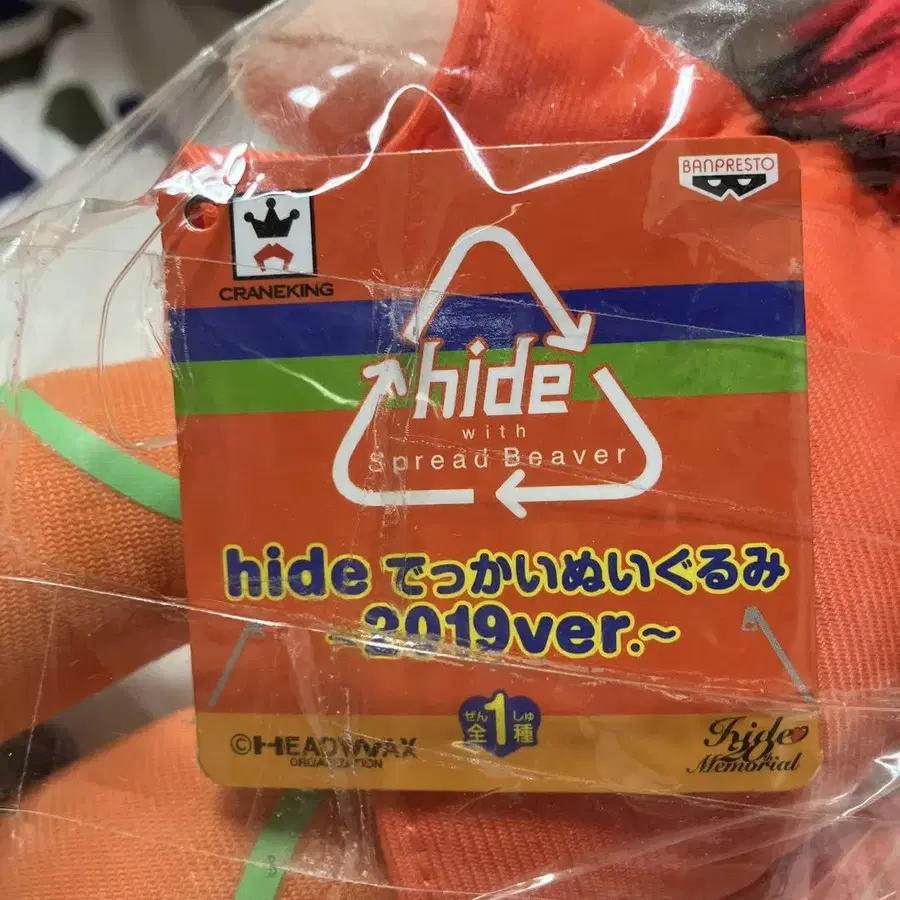 BANPRESTO
CRANEKING
hide
with
Spread Beaver
hide でっかいぬいぐるみ
~2019ver.~
ぜん しゅ
全1種
©HEADWAX
ORGANIZATION
hide
20th
Memorial